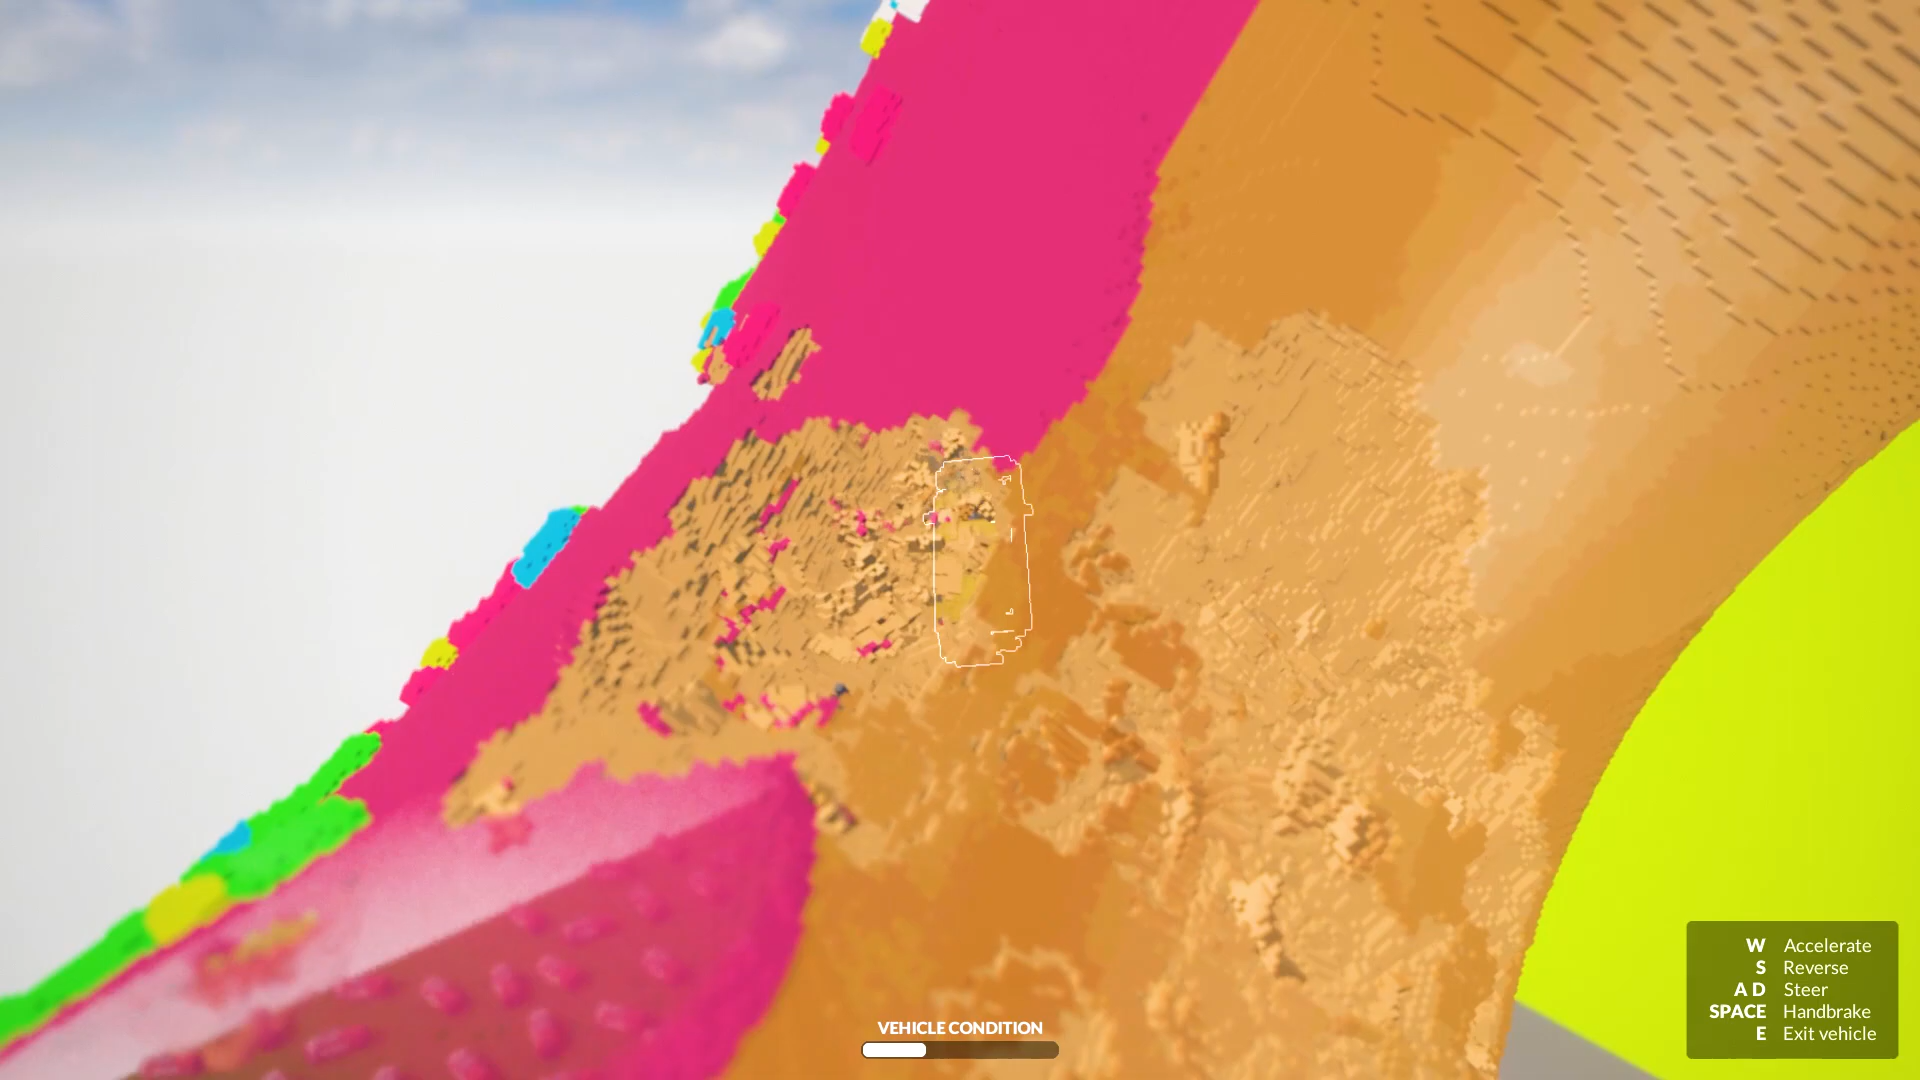 W Accelerate
S Reverse
A D Steer
SPACE Handbrake
E Exit vehicle
VEHICLE CONDITION